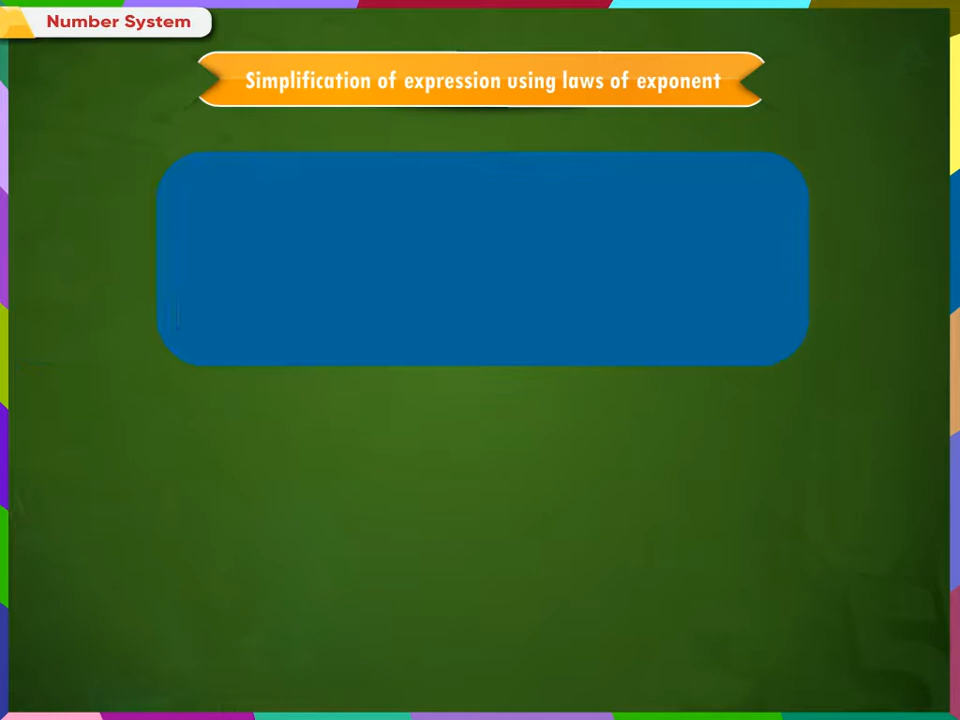 Number System
Simplification of expression using laws of exponent